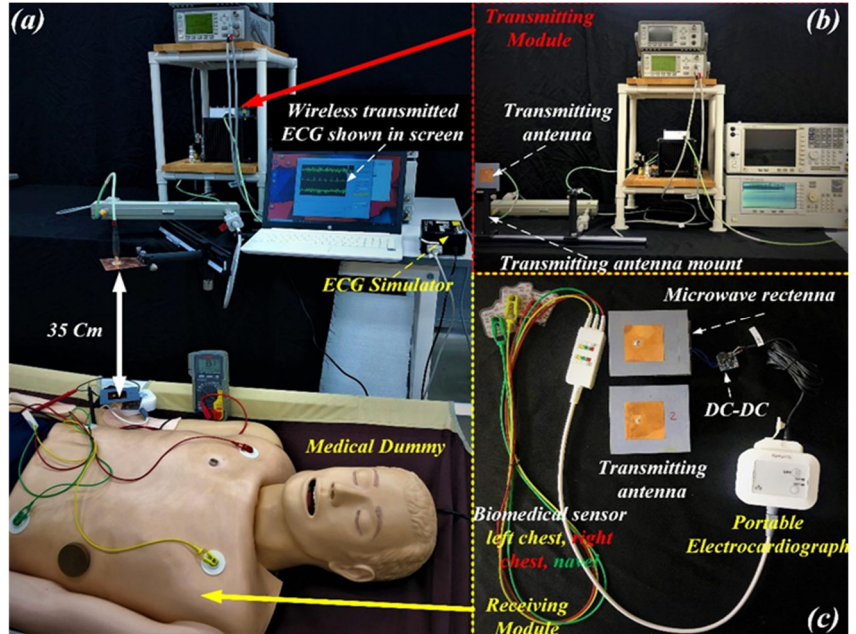 (a)
Transmitting
Module
Wireless transmitted
ECG shown in screen
ECG Simulator
35 Cm
Medical Dummy
(b)
Transmitting
antenna
Transmitting antenna mount
Microwave rectenna
DC-DC
2
Transmitting
antenna
Biomedical sensor
left chest, right
chest, navel
Portable
Electrocardiograph
Receiving
Module
(c)